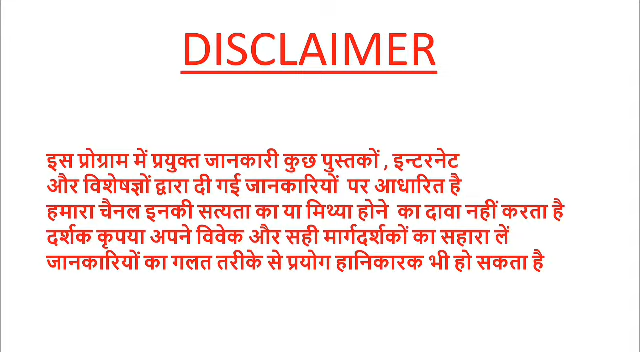 DISCLAIMER
इस प्रोग्राम में प्रयुक्त जानकारी कुछ पुस्तकों , इन्टरनेट
और विशेषज्ञों द्वारा दी गई जानकारियों पर आधारित है
हमारा चैनल इनकी सत्यता का या मिथ्या होने का दावा नहीं करता है
दर्शक कृपया अपने विवेक और सही मार्गदर्शकों का सहारा लें
जानकारियों का गलत तरीके से प्रयोग हानिकारक भी हो सकता है